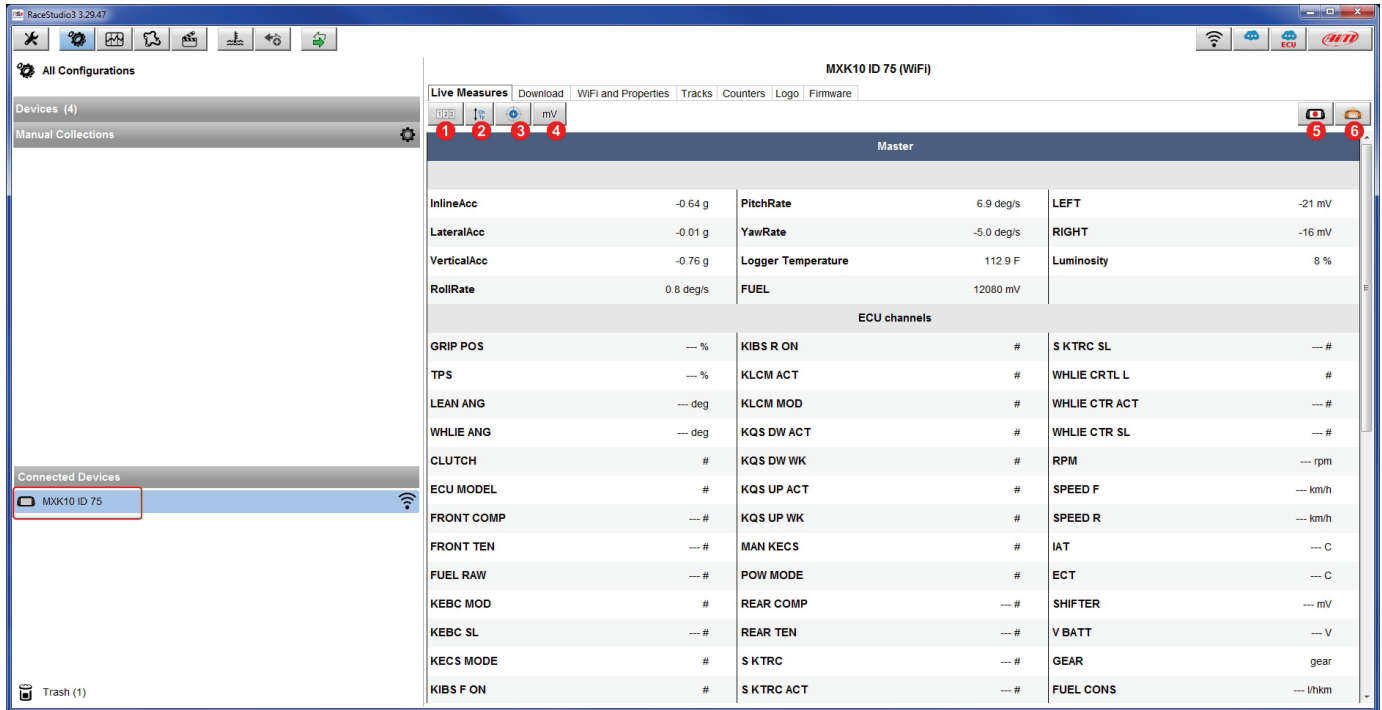 RaceStudio3 3.29.47
ECU
All Configurations
MXK10 ID 75 (WiFi)
Live Measures Download WiFi and Properties Tracks Counters Logo Firmware
Devices (4)
mV
Manual Collections
1 2 3 4 5 6
Master
InlineAcc -0.64 g PitchRate 6.9 deg/s LEFT -21 mV
LateralAcc -0.01 g YawRate -5.0 deg/s RIGHT -16 mV
VerticalAcc -0.76 g Logger Temperature 112.9 F Luminosity 8 %
RollRate 0.8 deg/s FUEL 12080 mV
ECU channels
GRIP POS --- % KIBS R ON # S KTRC SL --- #
TPS --- % KLCM ACT # WHLIE CRTL L #
LEAN ANG --- deg KLCM MOD # WHLIE CTR ACT --- #
WHLIE ANG --- deg KQS DW ACT # WHLIE CTR SL --- #
CLUTCH # KQS DW WK # RPM --- rpm
Connected Devices
MXK10 ID 75
ECU MODEL # KQS UP ACT # SPEED F --- km/h
FRONT COMP --- # KQS UP WK # SPEED R --- km/h
FRONT TEN --- # MAN KECS # IAT --- C
FUEL RAW --- # POW MODE # ECT --- C
KEBC MOD # REAR COMP --- # SHIFTER --- mV
KEBC SL --- # REAR TEN --- # V BATT --- V
KECS MODE # S KTRC --- # GEAR gear
KIBS F ON # S KTRC ACT --- # FUEL CONS --- l/hkm
Trash (1)